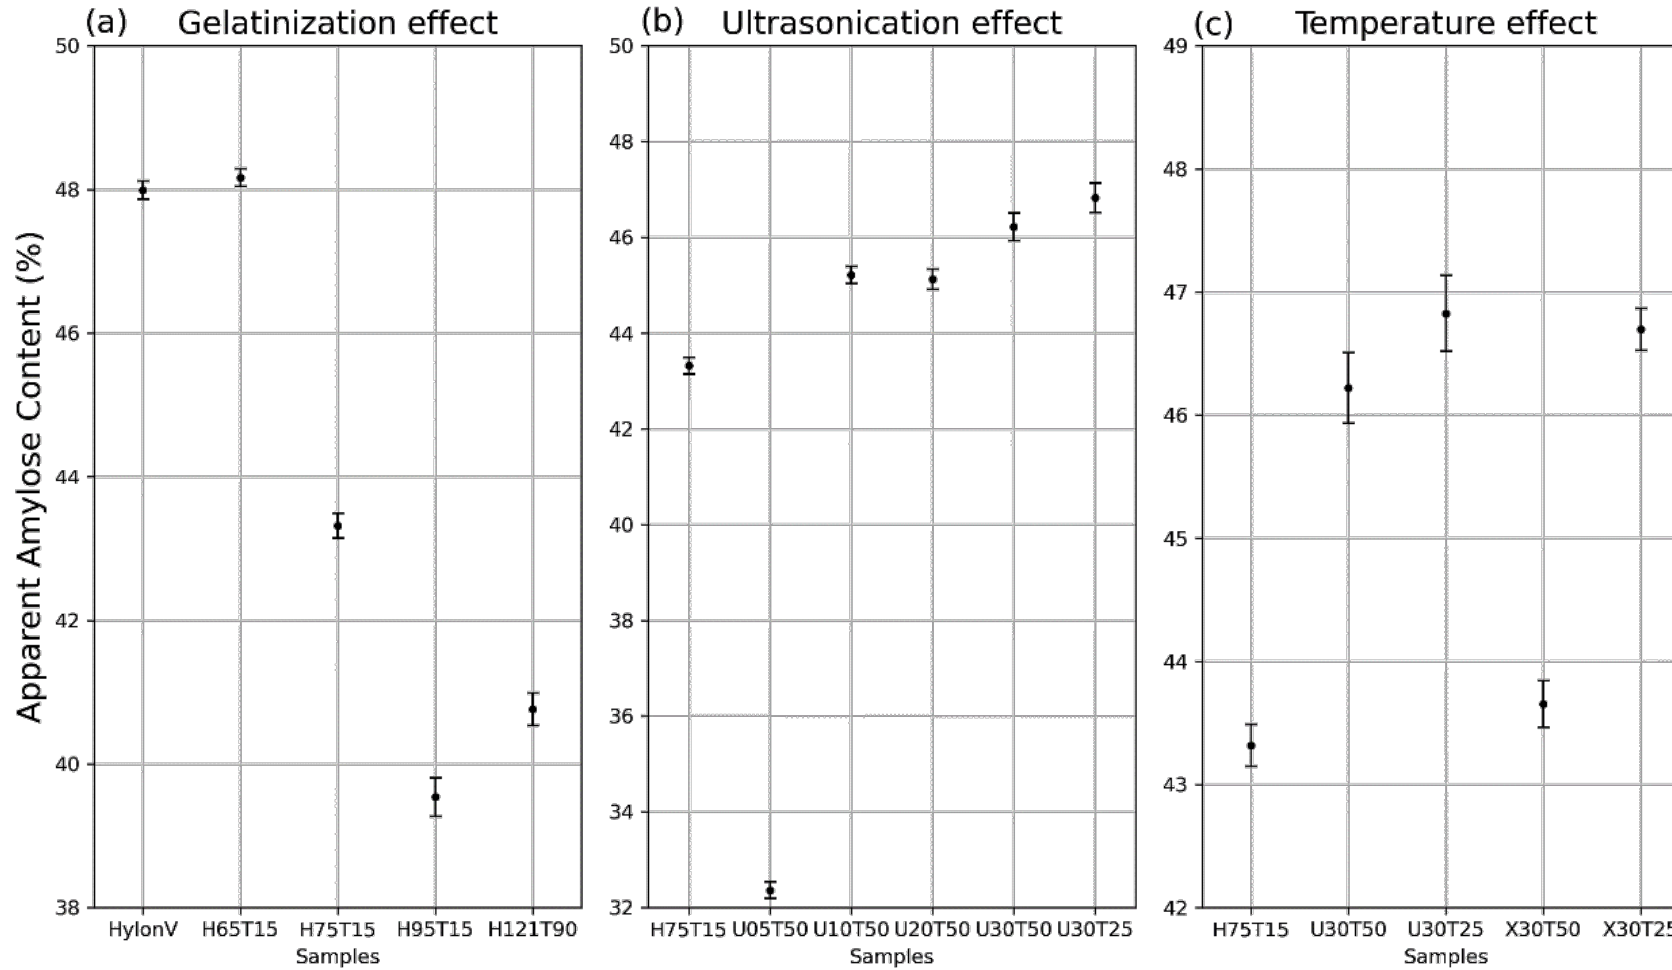 (a) Gelatinization effect
Apparent Amylose Content (%)
50
48
46
44
42
40
38
HylonV H65T15 H75T15 H95T15 H121T90
Samples
(b) Ultrasonication effect
50
48
46
44
42
40
38
36
34
32
H75T15 U05T50 U10T50 U20T50 U30T50 U30T25
Samples
(c) Temperature effect
49
48
47
46
45
44
43
42
H75T15 U30T50 U30T25 X30T50 X30T25
Samples